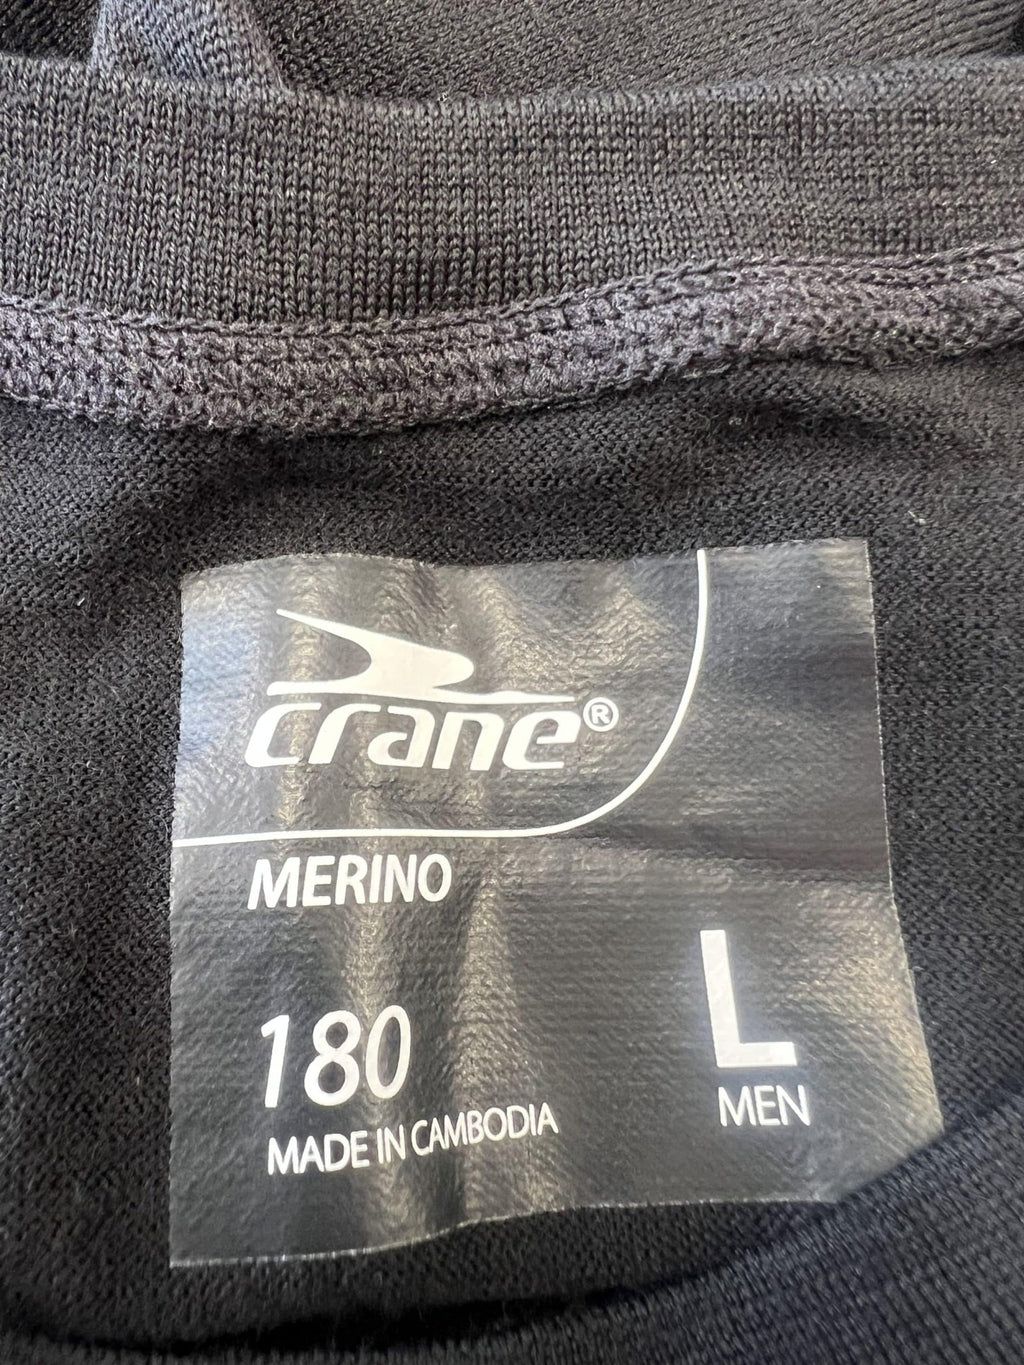 crane®
MERINO
180
MADE IN CAMBODIA
L
MEN